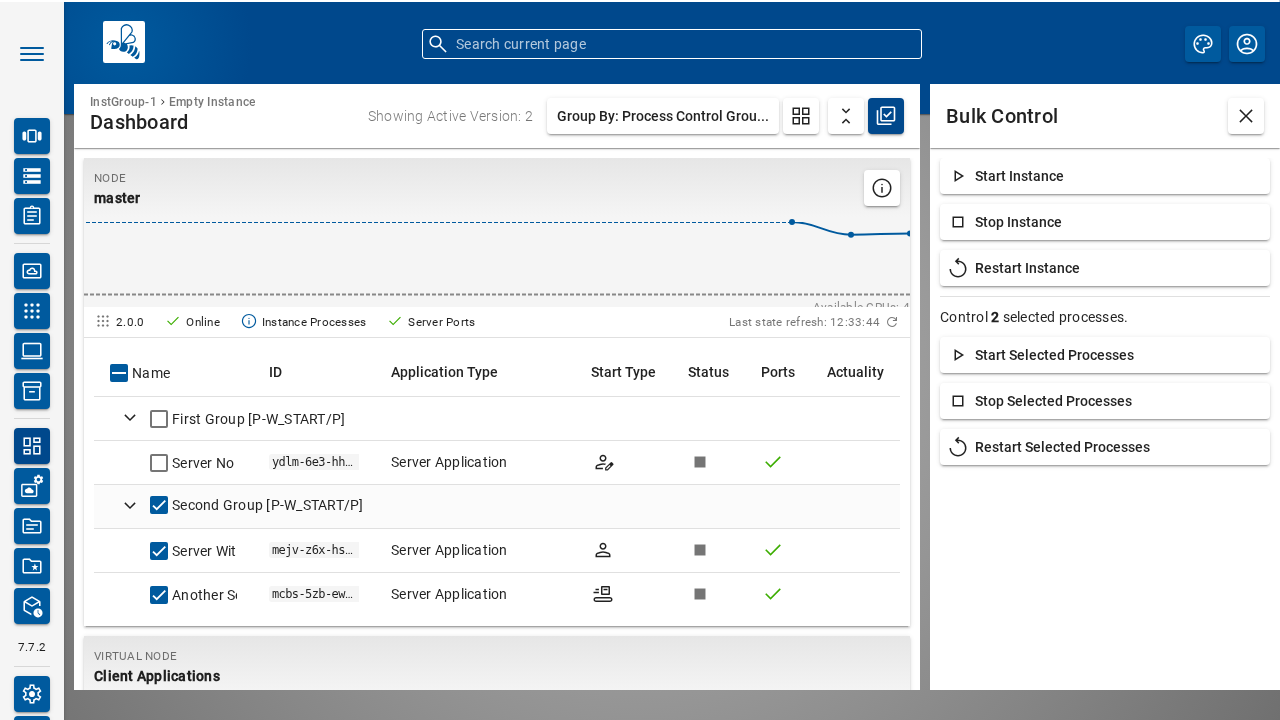 Search current page
InstGroup-1 › Empty Instance
Dashboard
Showing Active Version: 2
Group By: Process Control Grou...
Bulk Control
NODE
master
Available CPUs: 4
2.0.0
Online
Instance Processes
Server Ports
Last state refresh: 12:33:44
Name
ID
Application Type
Start Type
Status
Ports
Actuality
First Group [P-W_START/P]
Server No
ydlm-6e3-hh…
Server Application
Second Group [P-W_START/P]
Server Wit
mejv-z6x-hs…
Server Application
Another Se
mcbs-5zb-ew…
Server Application
VIRTUAL NODE
Client Applications
Start Instance
Stop Instance
Restart Instance
Control 2 selected processes.
Start Selected Processes
Stop Selected Processes
Restart Selected Processes
7.7.2